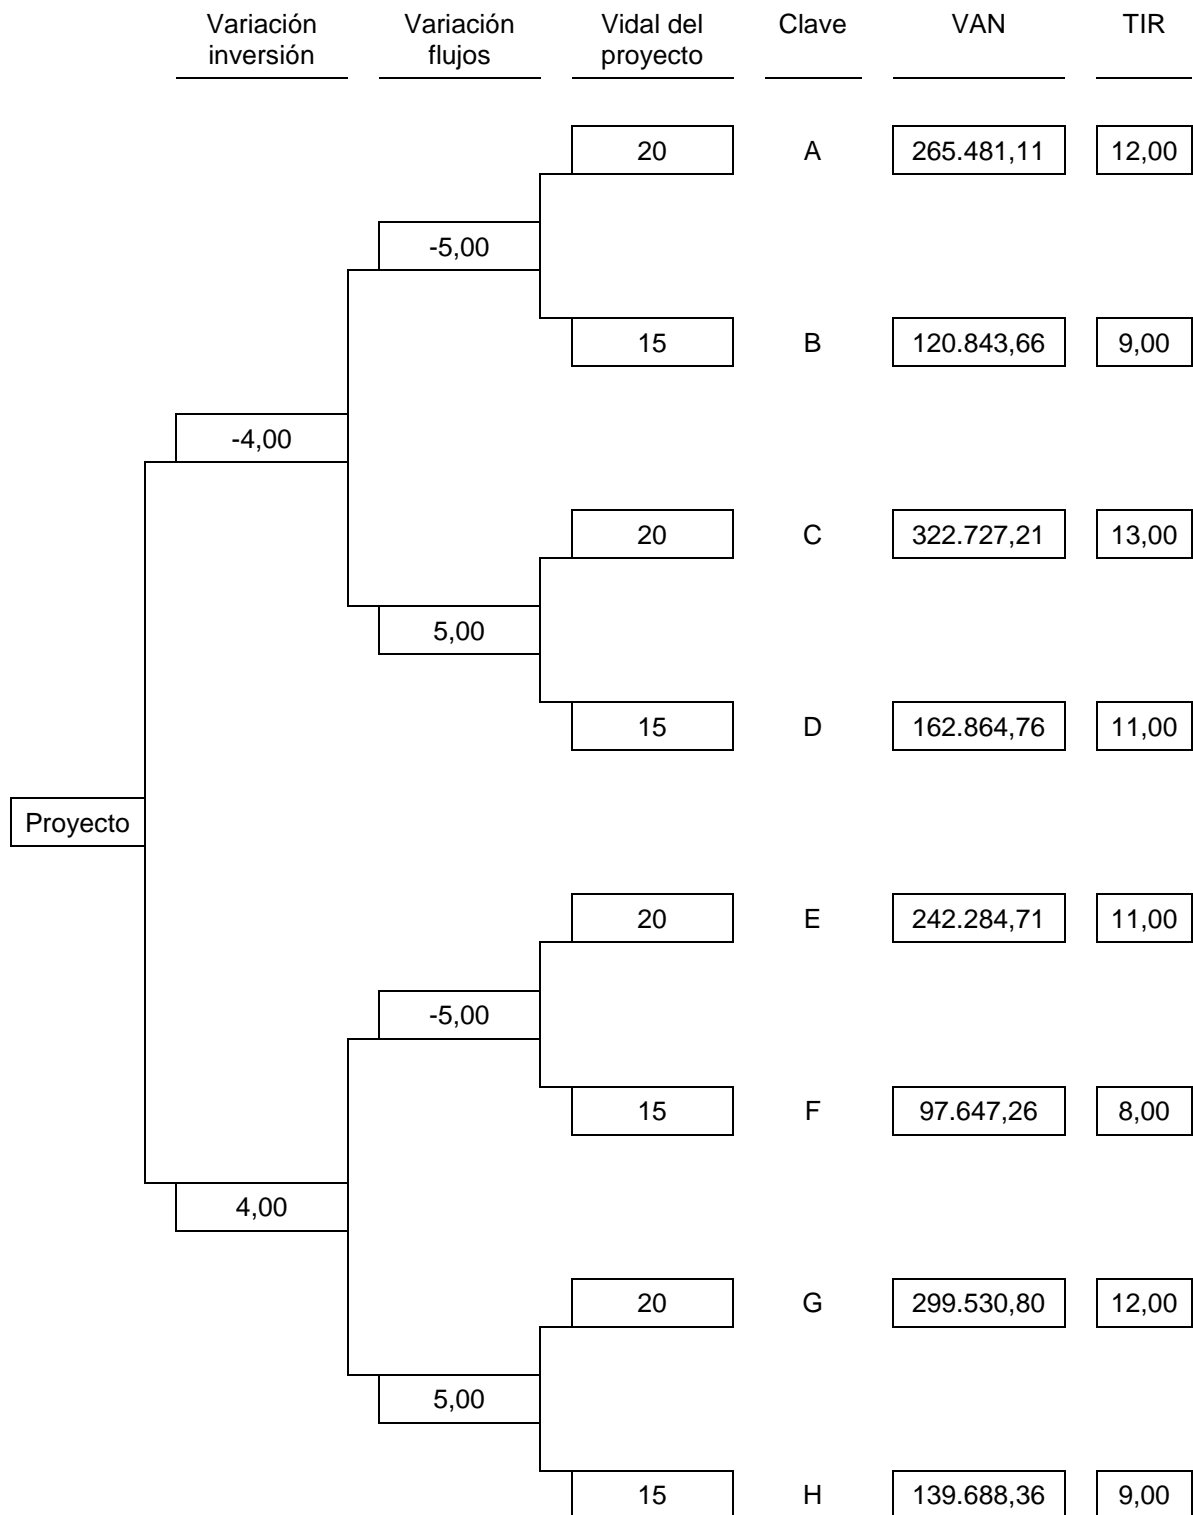 Variación inversión
Variación flujos
Vidal del proyecto
Clave
VAN
TIR
20 A 265.481,11 12,00
-5,00
15 B 120.843,66 9,00
-4,00
20 C 322.727,21 13,00
5,00
15 D 162.864,76 11,00
Proyecto
20 E 242.284,71 11,00
-5,00
15 F 97.647,26 8,00
4,00
20 G 299.530,80 12,00
5,00
15 H 139.688,36 9,00